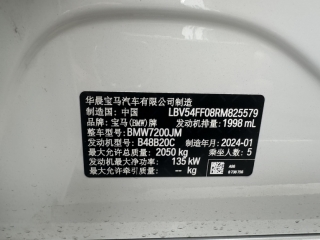 华晨宝马汽车有限公司制造
制造国: 中国 LBV54FF08RM825579
品牌: 宝马(BMW)牌 发动机排量: 1998 mL
整车型号: BMW7200JM
发动机型号: B48B20C 制造年月: 2024-01
最大允许总质量: 2050 kg 乘坐人数: 5
发动机最大净功率: 135 kW
最大允许牵引质量: -- kg